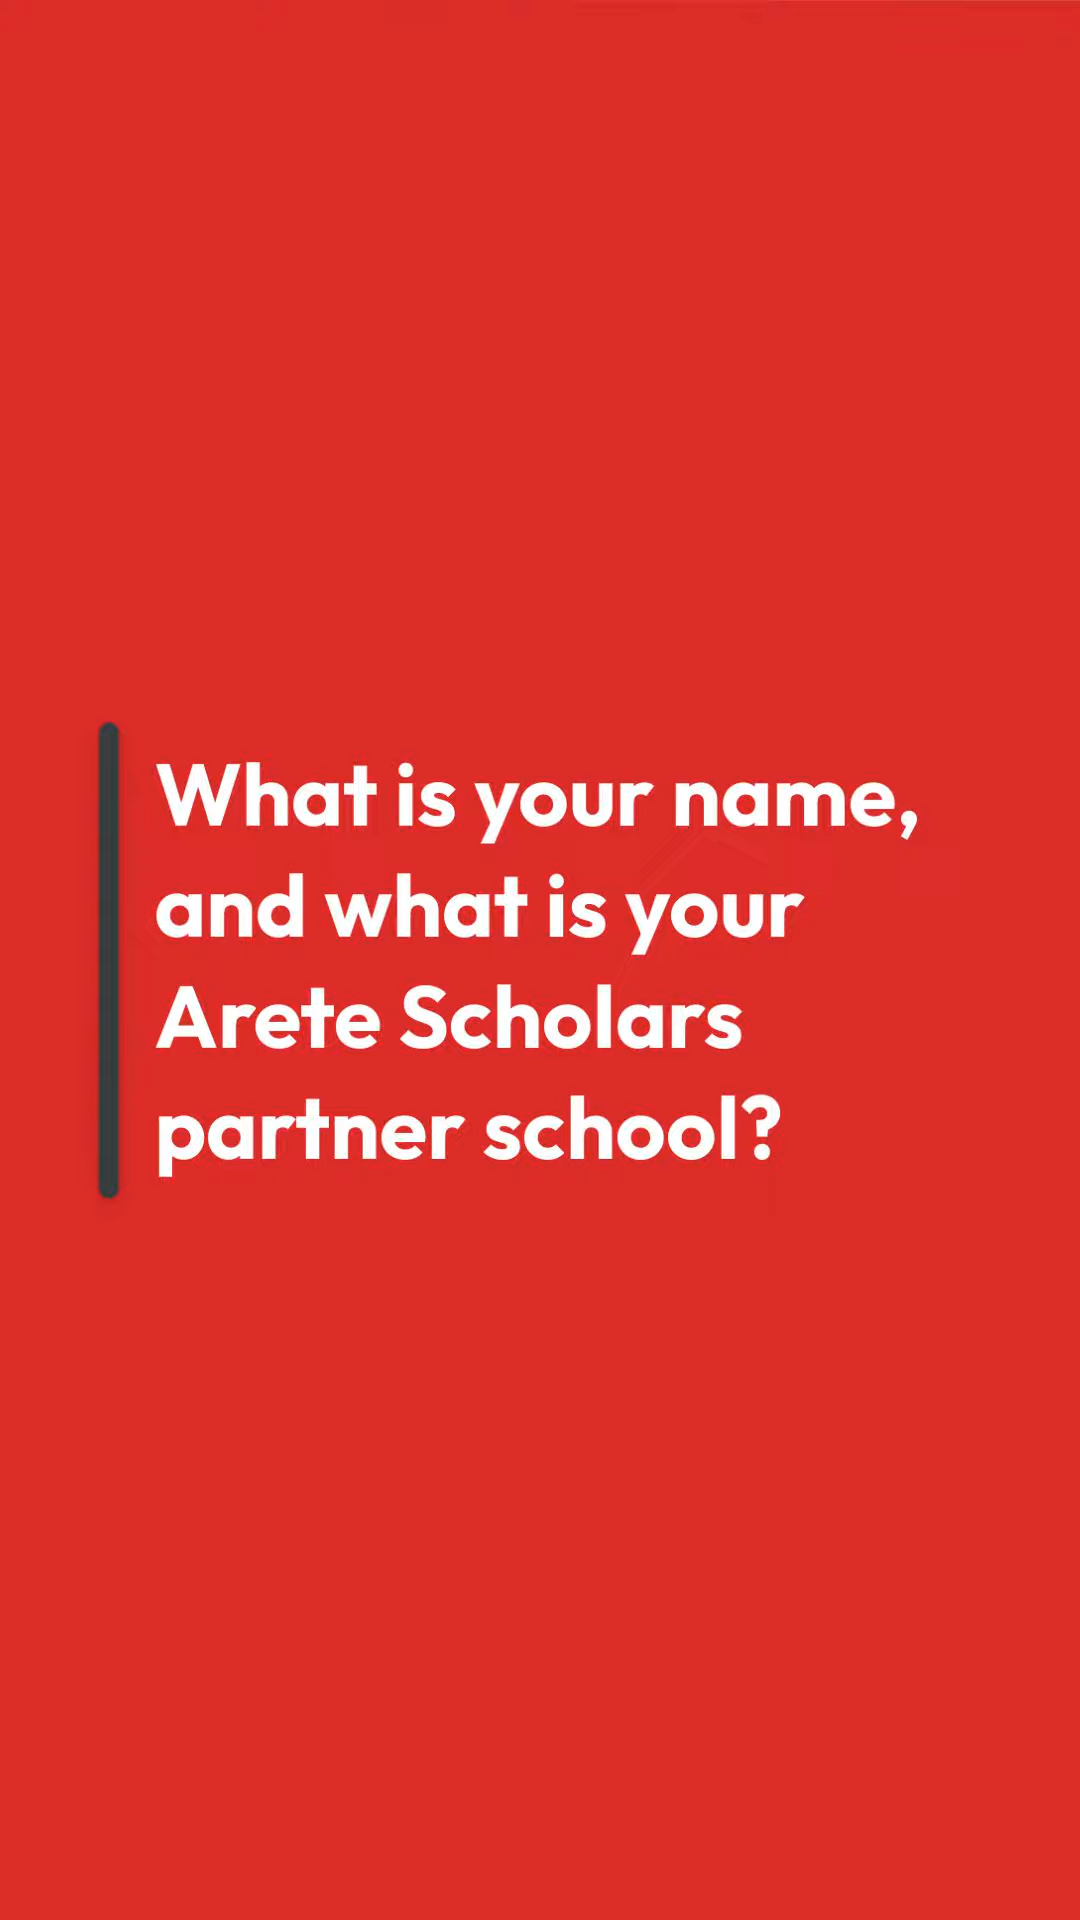 What is your name,
and what is your
Arete Scholars
partner school?